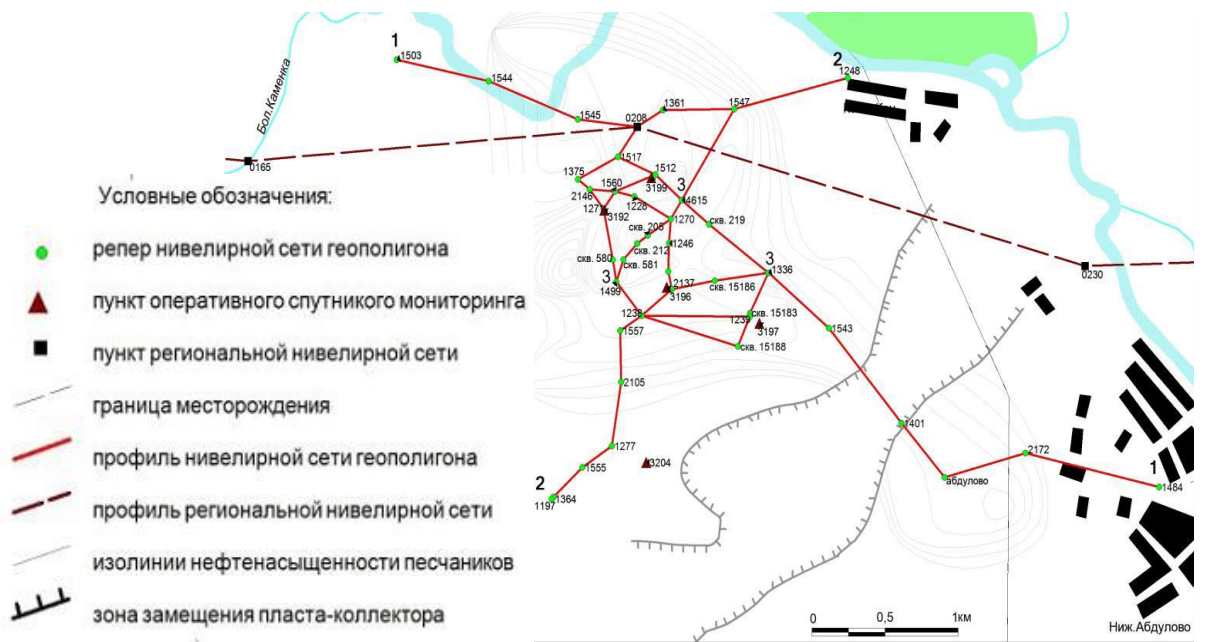 1
1503
1544
1545
0208
1361
1547
2
1248
Бол.Каменка
0165
1517
1375
2146
1560
1512
3199
1228
3192
3
4615
1270
скв. 219
скв. 205
скв. 212
1246
скв. 580
скв. 581
3
1499
2137
3196
скв. 15186
3
1336
0230
1238
1239
скв. 15183
3197
скв. 15188
1557
1543
2105
1277
1555
3204
2
1364
1197
1401
абдулово
2172
1
1484
Условные обозначения:
репер нивелирной сети геополигона
пункт оперативного спутникого мониторинга
пункт региональной нивелирной сети
граница месторождения
профиль нивелирной сети геополигона
профиль региональной нивелирной сети
изолинии нефтенасыщенности песчаников
зона замещения пласта-коллектора
0 0,5 1км
Ниж.Абдулово